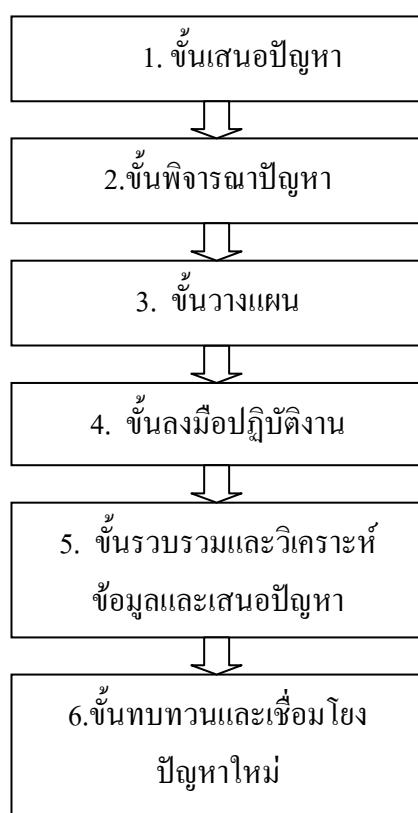 1. ขั้นเสนอปัญหา
2.ขั้นพิจารณาปัญหา
3. ขั้นวางแผน
4. ขั้นลงมือปฏิบัติงาน
5. ขั้นรวบรวมและวิเคราะห์
ข้อมูลและเสนอปัญหา
6.ขั้นทบทวนและเชื่อมโยง
ปัญหาใหม่